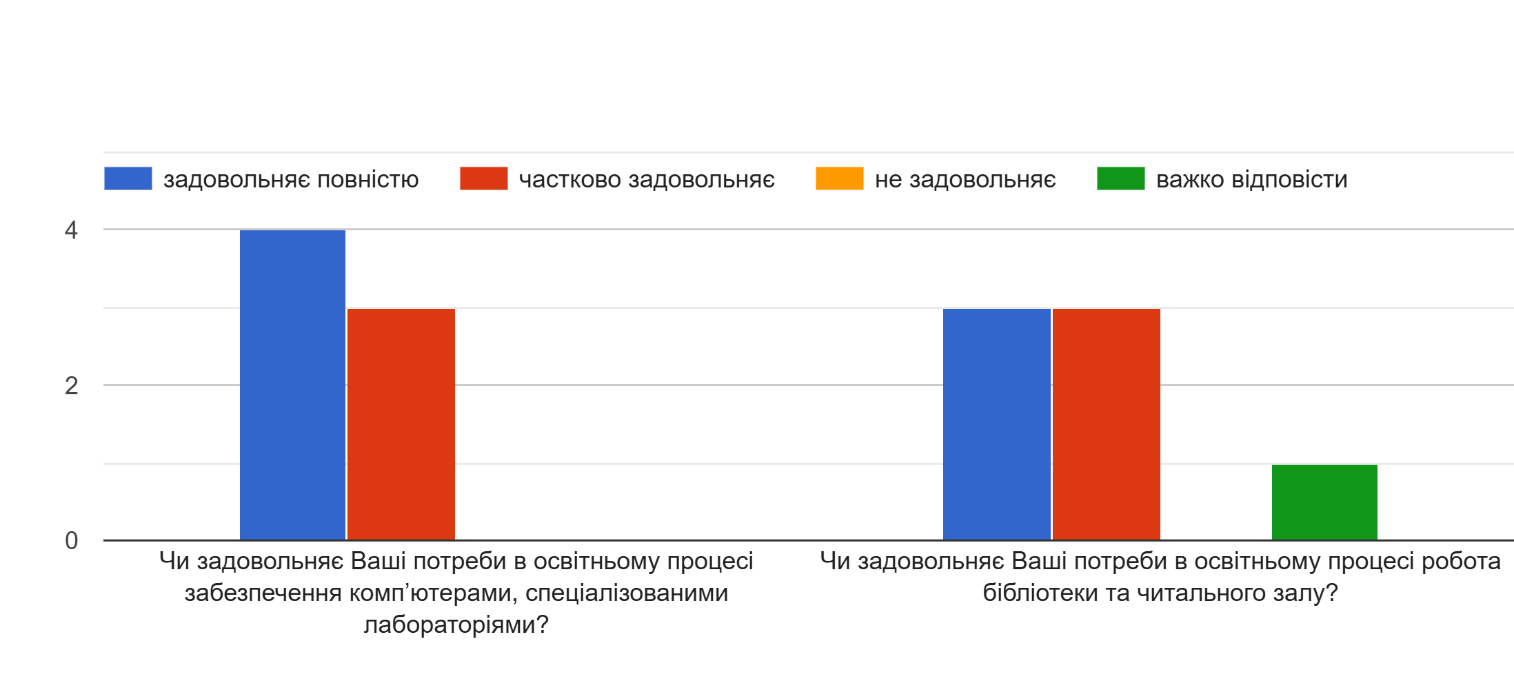 задовольняє повністю частково задовольняє не задовольняє важко відповісти
4
2
0
Чи задовольняє Ваші потреби в освітньому процесі
забезпечення комп’ютерами, спеціалізованими
лабораторіями?
Чи задовольняє Ваші потреби в освітньому процесі робота
бібліотеки та читального залу?